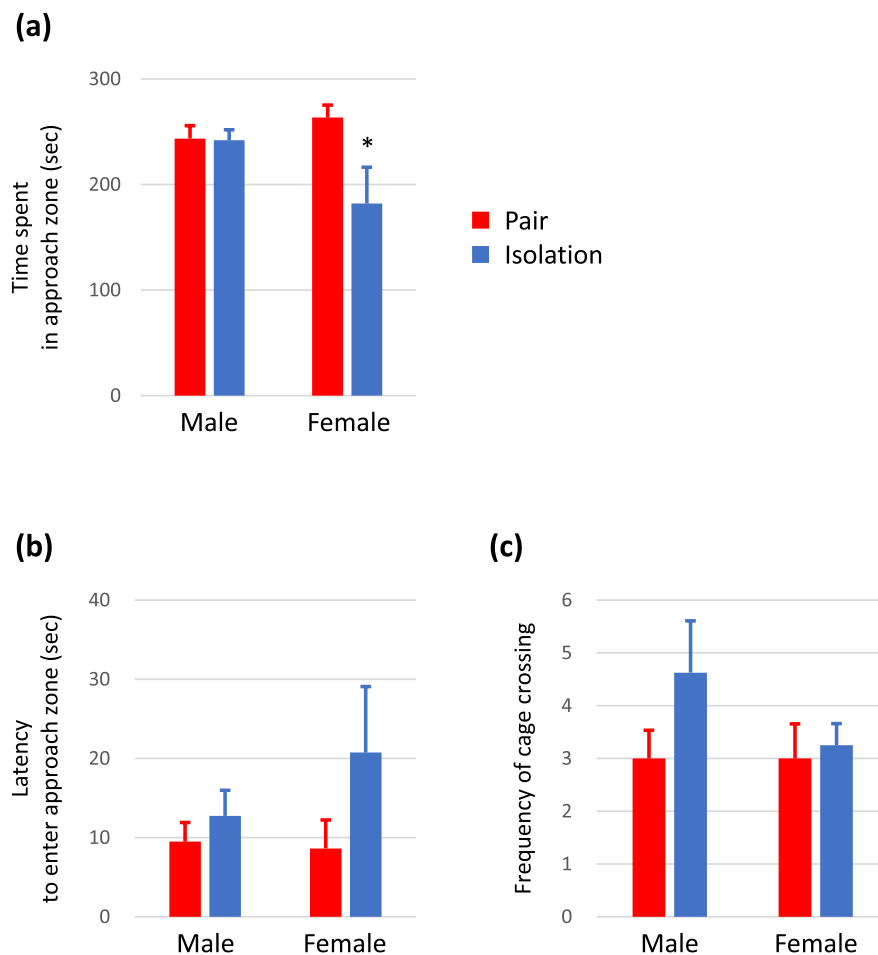 (a)
Time spent
in approach zone (sec)
300
200
100
0
*
Male
Female
Pair
Isolation
(b)
Latency
to enter approach zone (sec)
40
30
20
10
0
Male
Female
(c)
Frequency of cage crossing
6
5
4
3
2
1
0
Male
Female